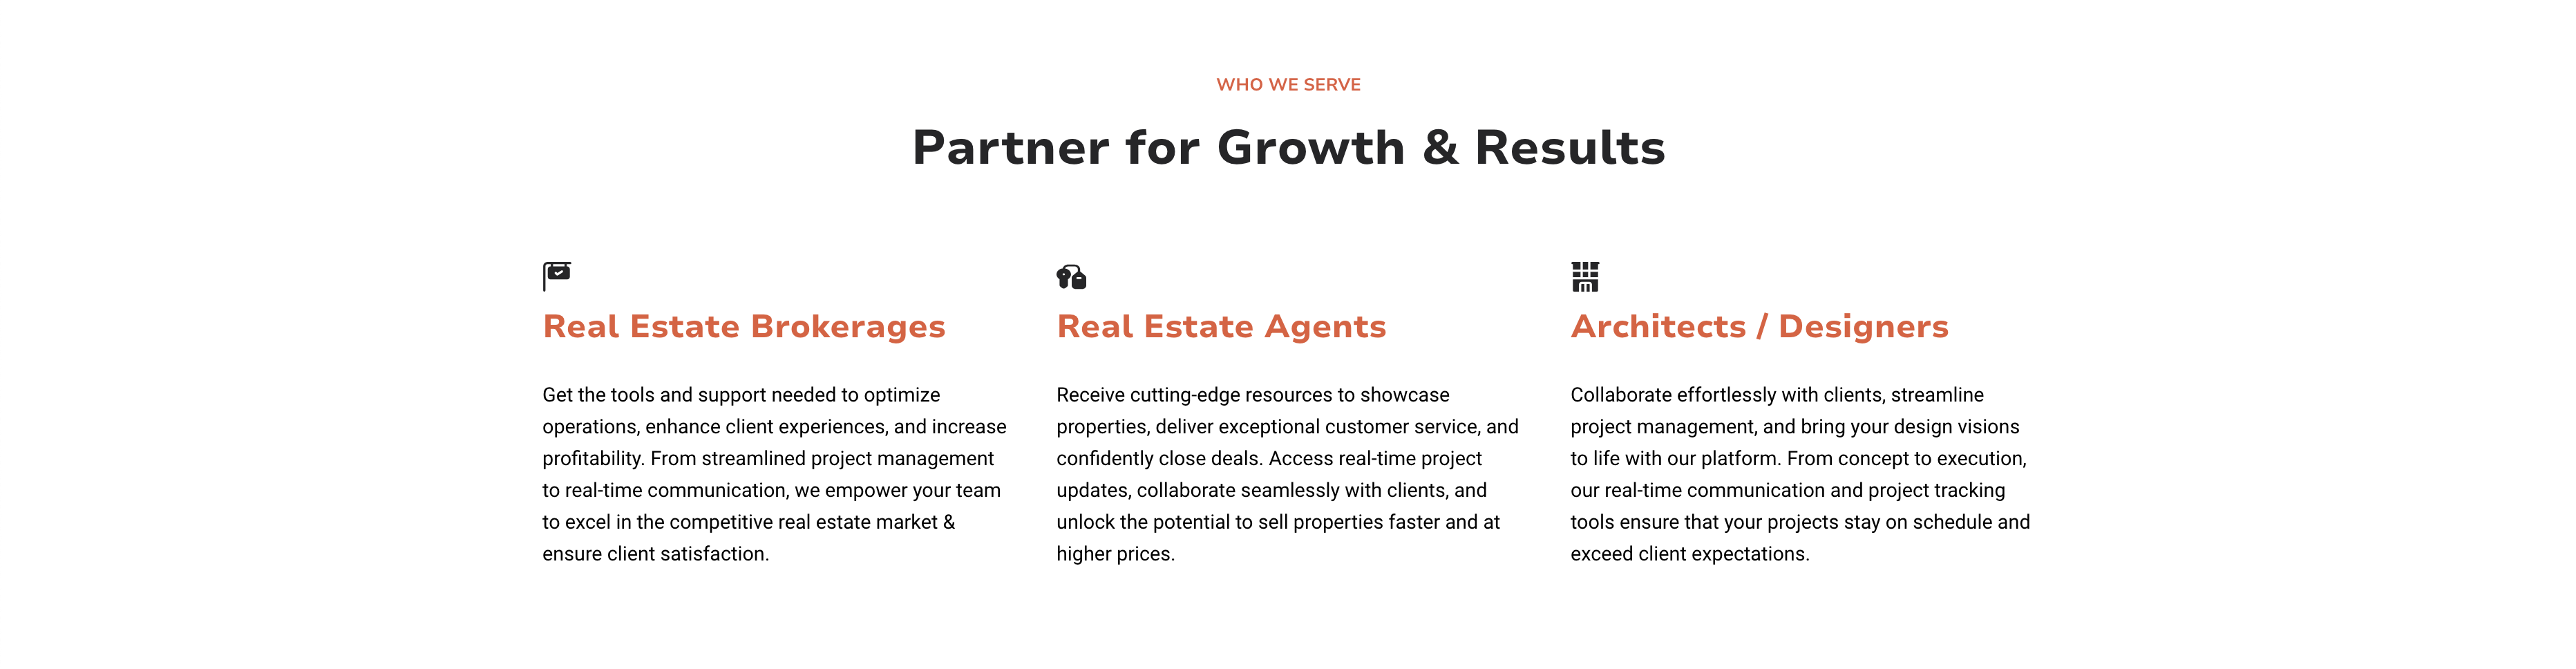 WHO WE SERVE
Partner for Growth & Results
Real Estate Brokerages
Get the tools and support needed to optimize
operations, enhance client experiences, and increase
profitability. From streamlined project management
to real-time communication, we empower your team
to excel in the competitive real estate market &
ensure client satisfaction.
Real Estate Agents
Receive cutting-edge resources to showcase
properties, deliver exceptional customer service, and
confidently close deals. Access real-time project
updates, collaborate seamlessly with clients, and
unlock the potential to sell properties faster and at
higher prices.
Architects / Designers
Collaborate effortlessly with clients, streamline
project management, and bring your design visions
to life with our platform. From concept to execution,
our real-time communication and project tracking
tools ensure that your projects stay on schedule and
exceed client expectations.